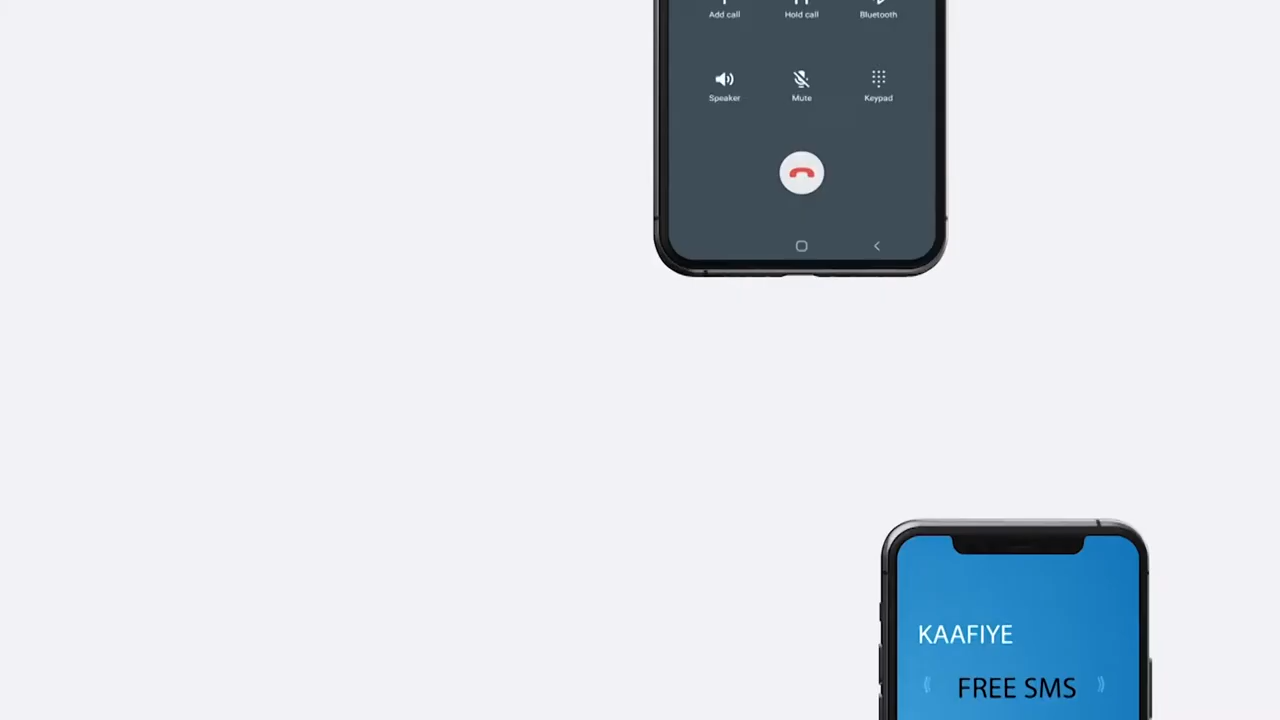 Add call Hold call Bluetooth
Speaker Mute Keypad
KAAFIYE
FREE SMS